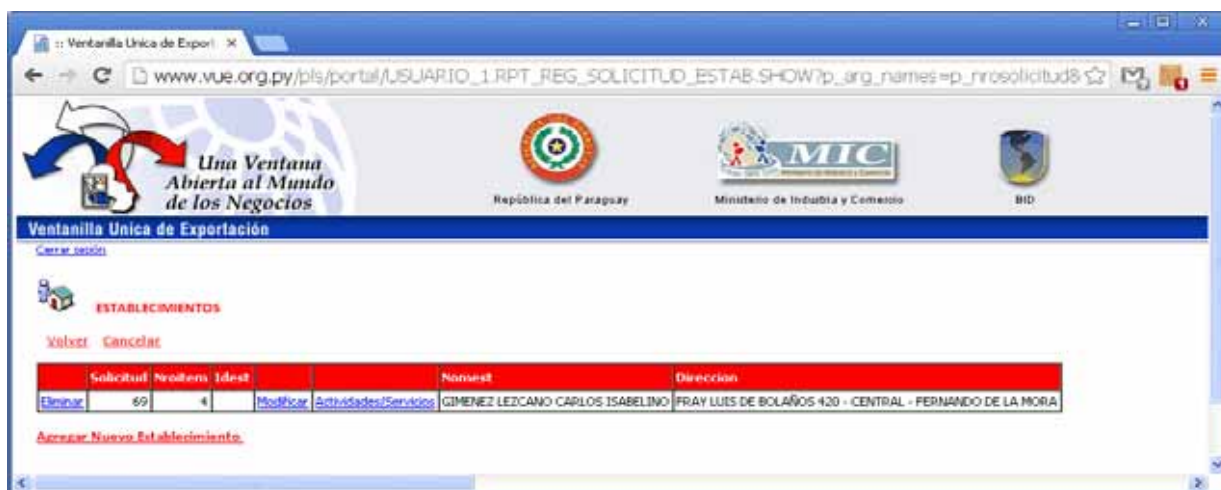 :: Ventanilla Unica de Export
www.vue.org.py/pls/portal/USUARIO_1.RPT_REG_SOLICITUD_ESTAB.SHOW?p_arg_names=p_nrosolicitud&
Una Ventana
Abierta al Mundo
de los Negocios
República del Paraguay
MIC
Ministerio de Industria y Comercio
BID
Ventanilla Unica de Exportación
Cerrar sesión
ESTABLECIMIENTOS
Volver Cancelar
Solicitud Nroitem Idest Nomest Direccion
Eliminar 69 4 Modificar Actividades/Servicios GIMENEZ LEZCANO CARLOS ISABELINO FRAY LUIS DE BOLAÑOS 420 - CENTRAL - FERNANDO DE LA MORA
Agregar Nuevo Establecimiento.